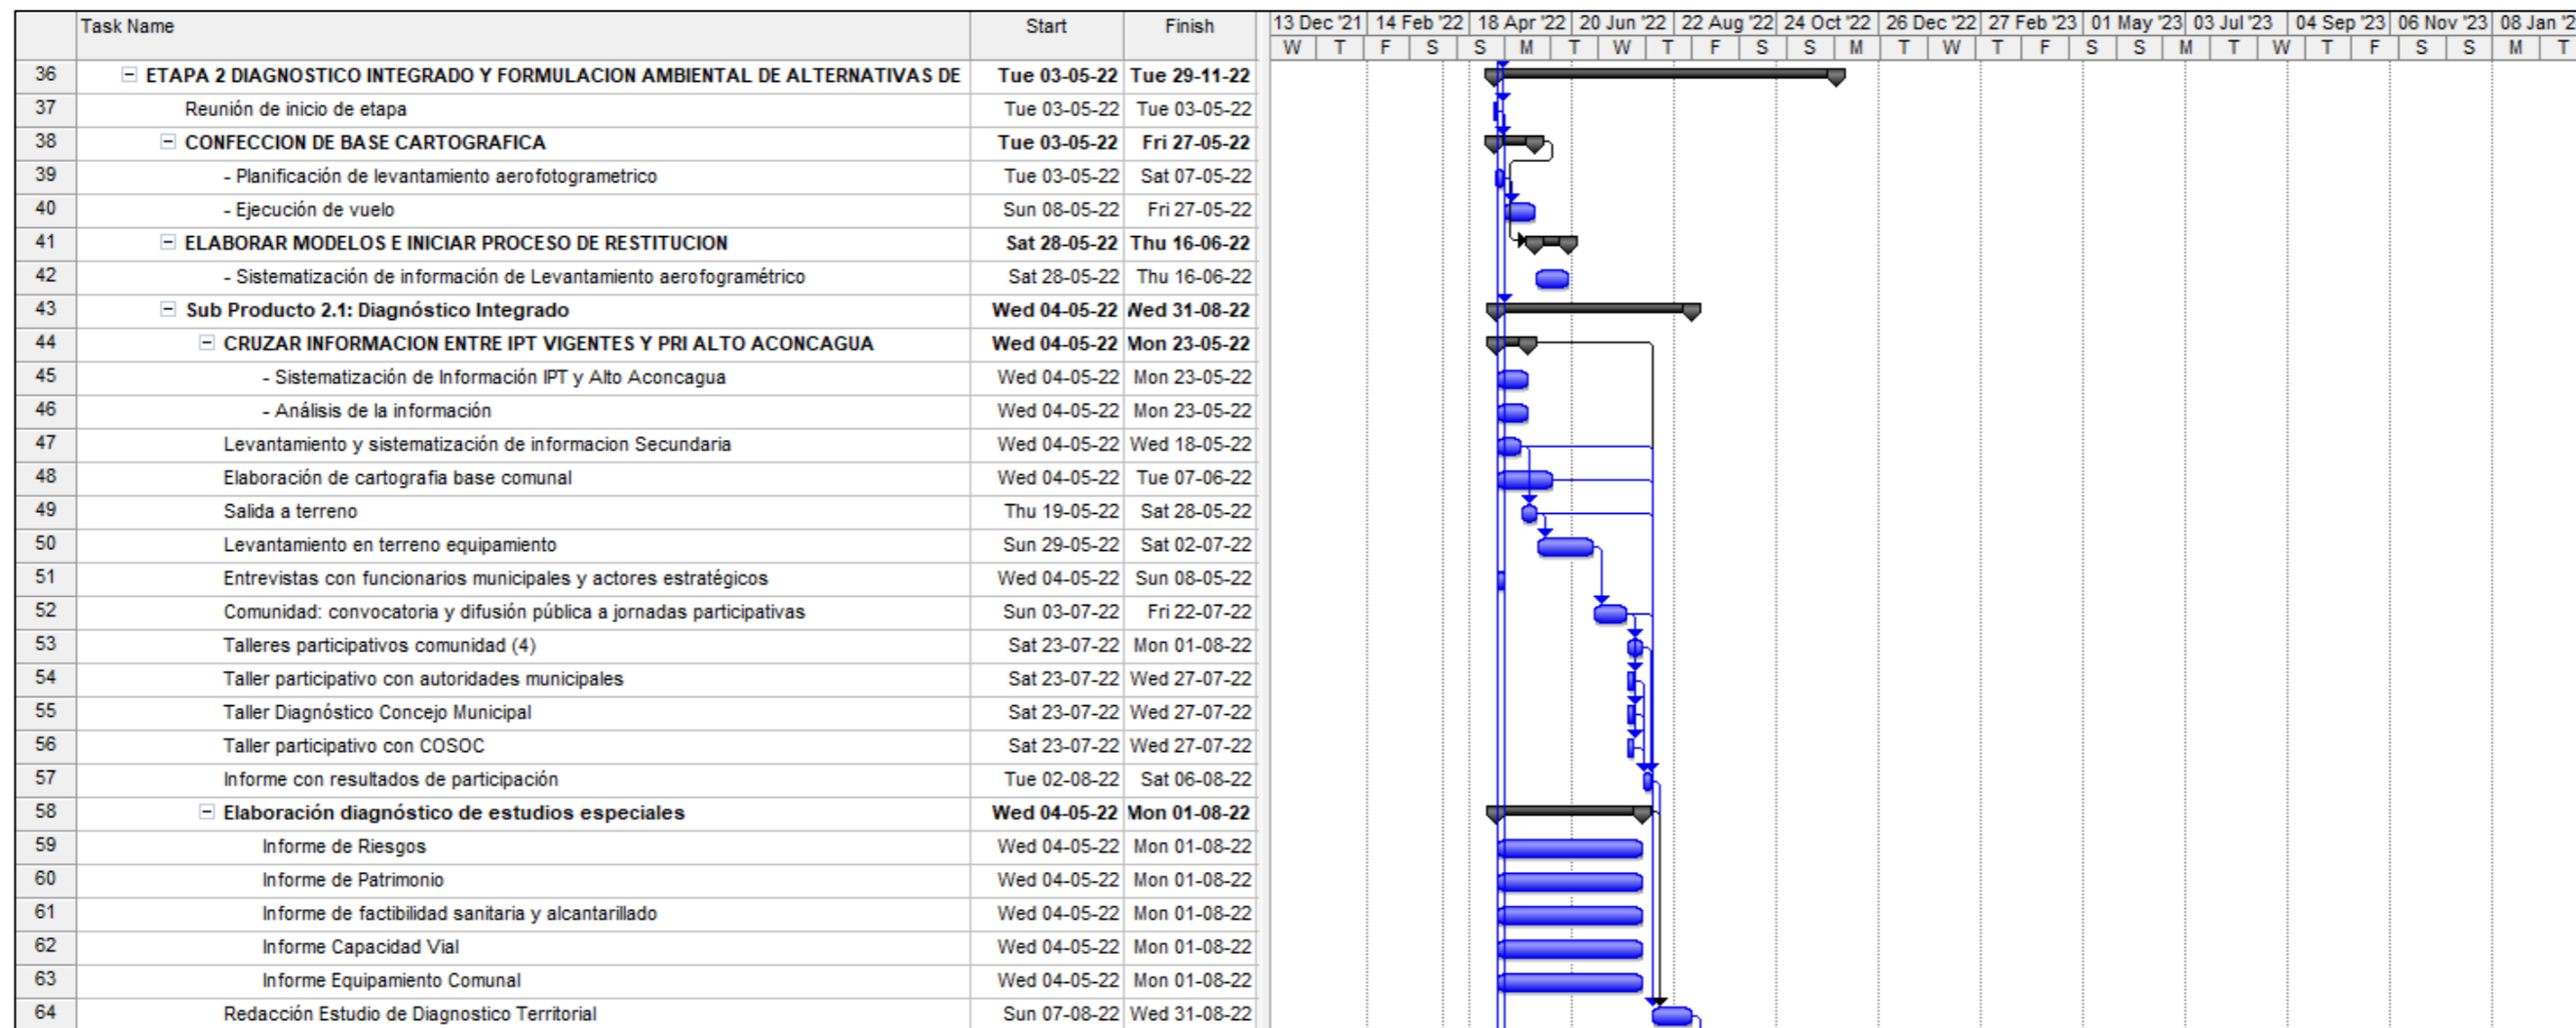 Task Name Start Finish 13 Dec '21 14 Feb '22 18 Apr '22 20 Jun '22 22 Aug '22 24 Oct '22 26 Dec '22 27 Feb '23 01 May '23 03 Jul '23 04 Sep '23 06 Nov '23 08 Jan '2
W T F S S M T W T F S S M T W T F S S M T W T F S S M T
36 ETAPA 2 DIAGNOSTICO INTEGRADO Y FORMULACION AMBIENTAL DE ALTERNATIVAS DE Tue 03-05-22 Tue 29-11-22
37 Reunión de inicio de etapa Tue 03-05-22 Tue 03-05-22
38 CONFECCION DE BASE CARTOGRAFICA Tue 03-05-22 Fri 27-05-22
39 - Planificación de levantamiento aerofotogrametrico Tue 03-05-22 Sat 07-05-22
40 - Ejecución de vuelo Sun 08-05-22 Fri 27-05-22
41 ELABORAR MODELOS E INICIAR PROCESO DE RESTITUCION Sat 28-05-22 Thu 16-06-22
42 - Sistematización de información de Levantamiento aerofogramétrico Sat 28-05-22 Thu 16-06-22
43 Sub Producto 2.1: Diagnóstico Integrado Wed 04-05-22 Wed 31-08-22
44 CRUZAR INFORMACION ENTRE IPT VIGENTES Y PRI ALTO ACONCAGUA Wed 04-05-22 Mon 23-05-22
45 - Sistematización de Información IPT y Alto Aconcagua Wed 04-05-22 Mon 23-05-22
46 - Análisis de la información Wed 04-05-22 Mon 23-05-22
47 Levantamiento y sistematización de informacion Secundaria Wed 04-05-22 Wed 18-05-22
48 Elaboración de cartografia base comunal Wed 04-05-22 Tue 07-06-22
49 Salida a terreno Thu 19-05-22 Sat 28-05-22
50 Levantamiento en terreno equipamiento Sun 29-05-22 Sat 02-07-22
51 Entrevistas con funcionarios municipales y actores estratégicos Wed 04-05-22 Sun 08-05-22
52 Comunidad: convocatoria y difusión pública a jornadas participativas Sun 03-07-22 Fri 22-07-22
53 Talleres participativos comunidad (4) Sat 23-07-22 Mon 01-08-22
54 Taller participativo con autoridades municipales Sat 23-07-22 Wed 27-07-22
55 Taller Diagnóstico Concejo Municipal Sat 23-07-22 Wed 27-07-22
56 Taller participativo con COSOC Sat 23-07-22 Wed 27-07-22
57 Informe con resultados de participación Tue 02-08-22 Sat 06-08-22
58 Elaboración diagnóstico de estudios especiales Wed 04-05-22 Mon 01-08-22
59 Informe de Riesgos Wed 04-05-22 Mon 01-08-22
60 Informe de Patrimonio Wed 04-05-22 Mon 01-08-22
61 Informe de factibilidad sanitaria y alcantarillado Wed 04-05-22 Mon 01-08-22
62 Informe Capacidad Vial Wed 04-05-22 Mon 01-08-22
63 Informe Equipamiento Comunal Wed 04-05-22 Mon 01-08-22
64 Redacción Estudio de Diagnostico Territorial Sun 07-08-22 Wed 31-08-22